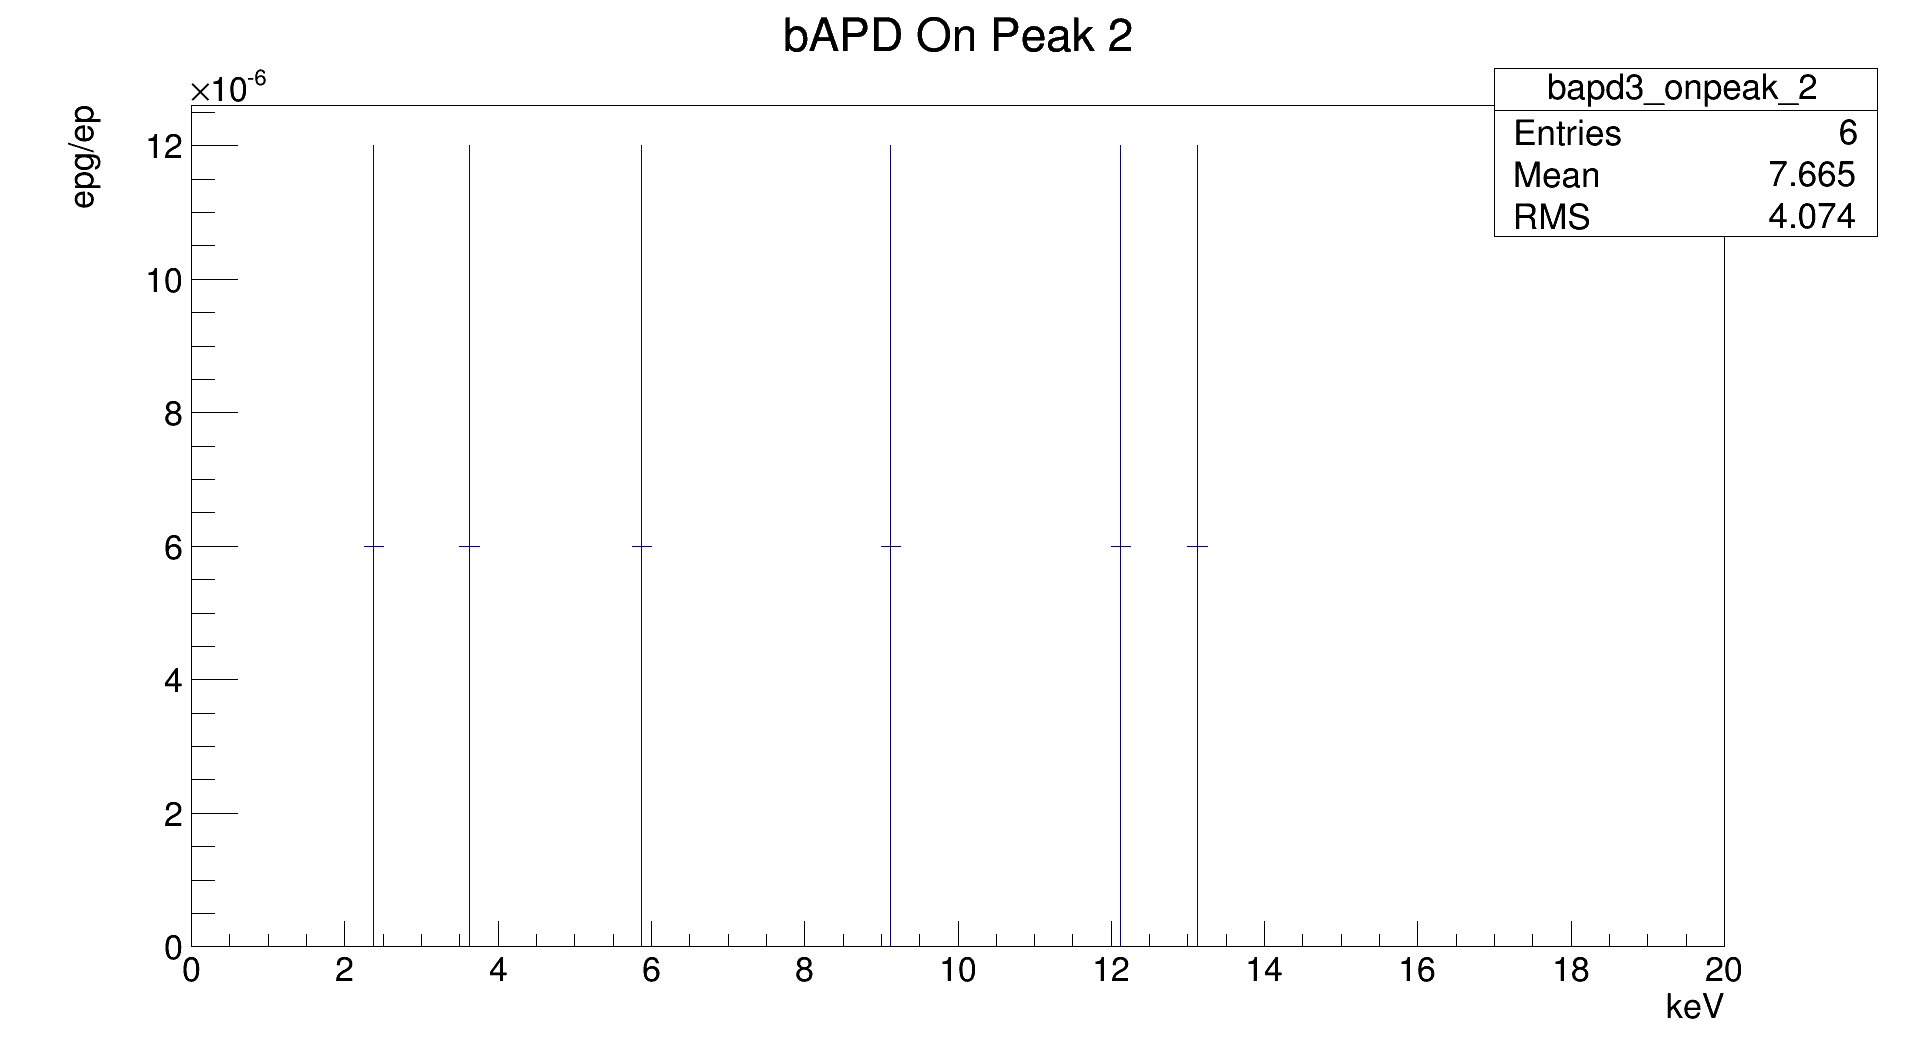 bAPD On Peak 2
×10-6
epg/ep
bapd3_onpeak_2
Entries 6
Mean 7.665
RMS 4.074
12
10
8
6
4
2
0
0 2 4 6 8 10 12 14 16 18 20
keV